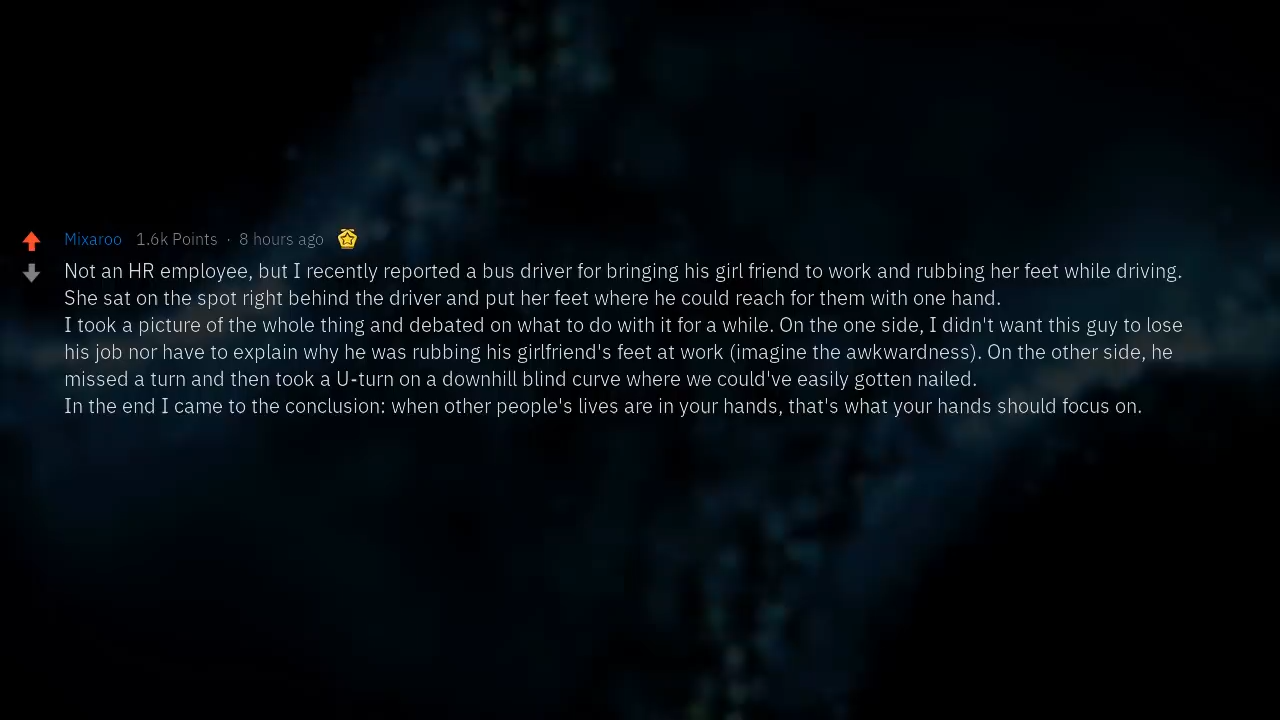 Mixaroo 1.6k Points · 8 hours ago
Not an HR employee, but I recently reported a bus driver for bringing his girl friend to work and rubbing her feet while driving.
She sat on the spot right behind the driver and put her feet where he could reach for them with one hand.
I took a picture of the whole thing and debated on what to do with it for a while. On the one side, I didn't want this guy to lose
his job nor have to explain why he was rubbing his girlfriend's feet at work (imagine the awkwardness). On the other side, he
missed a turn and then took a U-turn on a downhill blind curve where we could've easily gotten nailed.
In the end I came to the conclusion: when other people's lives are in your hands, that's what your hands should focus on.